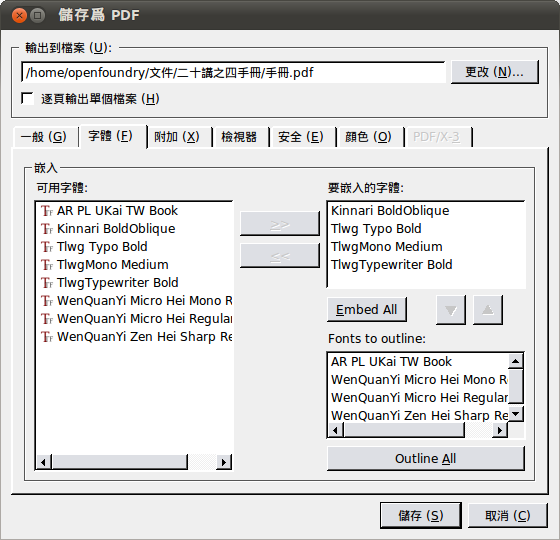 儲存爲 PDF
輸出到檔案 (U):
/home/openfoundry/文件/二十講之四手冊/手冊.pdf
更改 (N)...
逐頁輸出單個檔案 (H)
一般 (G)
字體 (F)
附加 (X)
檢視器
安全 (E)
顏色 (O)
PDF/X-3
嵌入
可用字體:
AR PL UKai TW Book
Kinnari BoldOblique
Tlwg Typo Bold
TlwgMono Medium
TlwgTypewriter Bold
WenQuanYi Micro Hei Mono R
WenQuanYi Micro Hei Regular
WenQuanYi Zen Hei Sharp Re
>>
<<
要嵌入的字體:
Kinnari BoldOblique
Tlwg Typo Bold
TlwgMono Medium
TlwgTypewriter Bold
Embed All
Fonts to outline:
AR PL UKai TW Book
WenQuanYi Micro Hei Mono R
WenQuanYi Micro Hei Regular
WenQuanYi Zen Hei Sharp Re
Outline All
儲存 (S)
取消 (C)